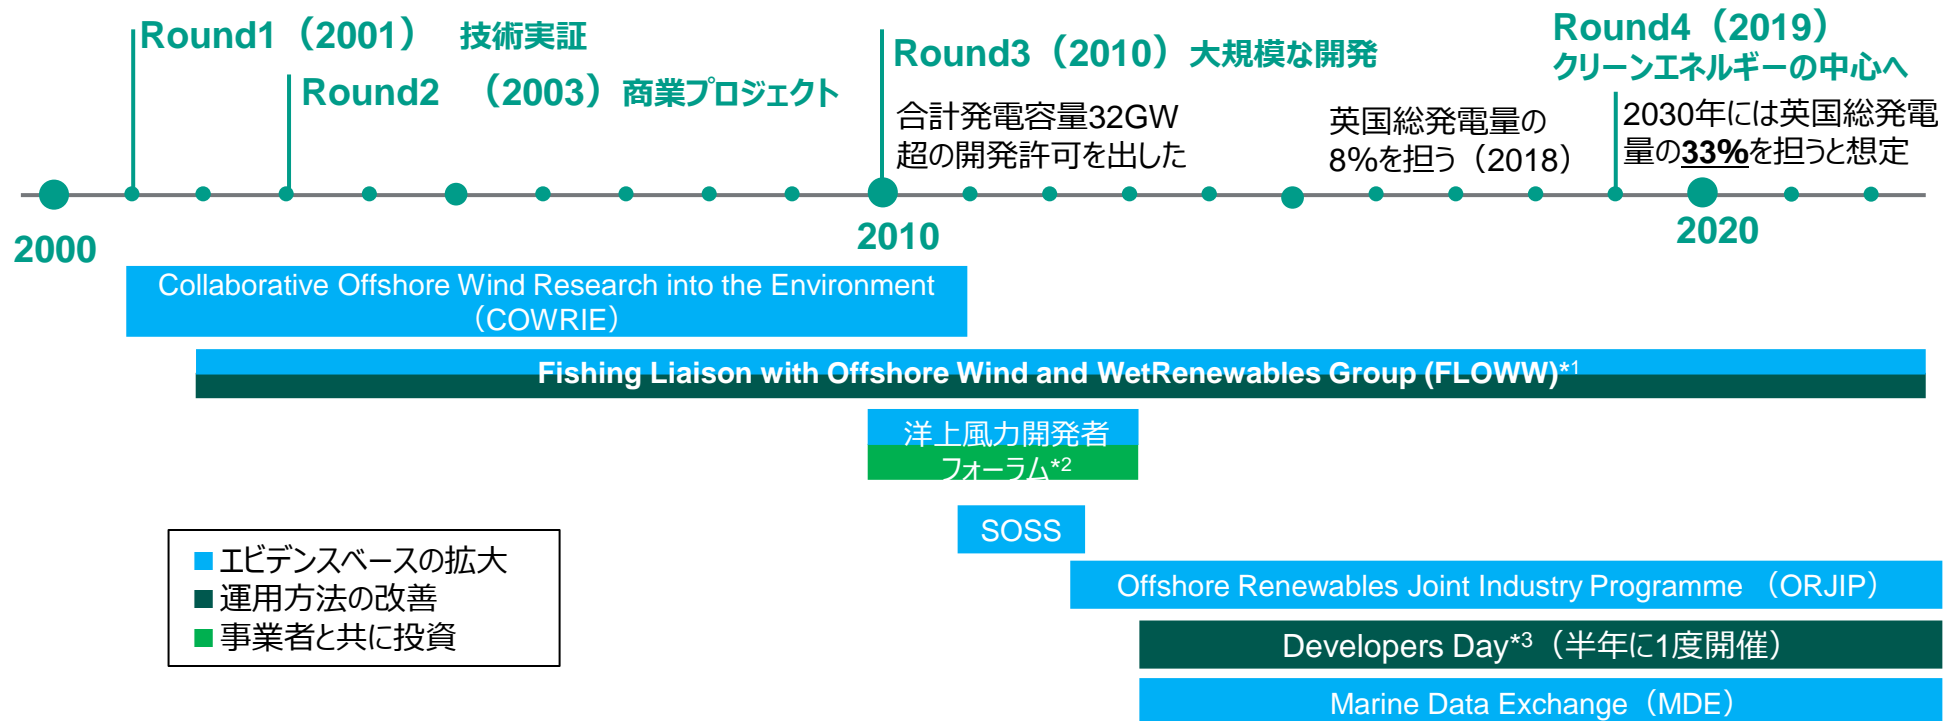 Round1（2001） 技術実証
Round2 （2003）商業プロジェクト
Round3（2010）大規模な開発
合計発電容量32GW
超の開発許可を出した
英国総発電量の
8%を担う（2018）
Round4（2019）
クリーンエネルギーの中心へ
2030年には英国総発電
量の33%を担うと想定
2000
2010
2020
Collaborative Offshore Wind Research into the Environment
（COWRIE）
Fishing Liaison with Offshore Wind and WetRenewables Group (FLOWW)*1
洋上風力開発者
フォーラム*2
SOSS
Offshore Renewables Joint Industry Programme （ORJIP）
Developers Day*3（半年に1度開催）
Marine Data Exchange（MDE）
エビデンスベースの拡大
運用方法の改善
事業者と共に投資